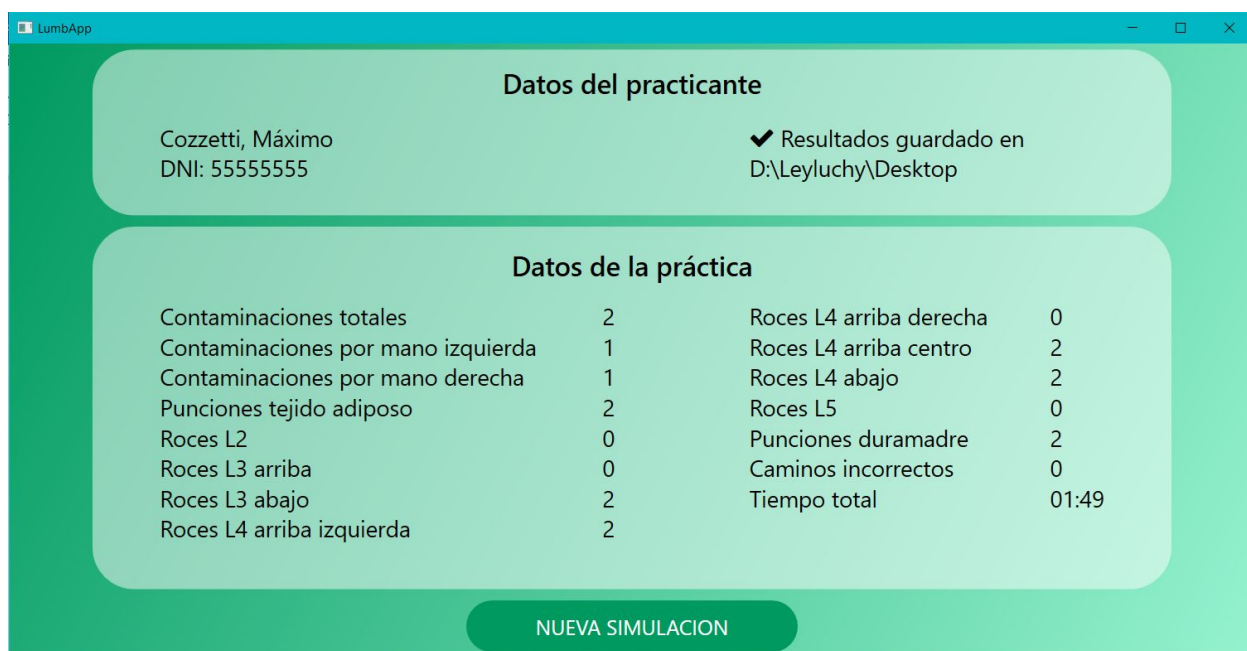 LumbApp
Datos del practicante
Cozzetti, Máximo
DNI: 55555555
✔ Resultados guardado en
D:\Leyluchy\Desktop
Datos de la práctica
Contaminaciones totales 2
Contaminaciones por mano izquierda 1
Contaminaciones por mano derecha 1
Punciones tejido adiposo 2
Roces L2 0
Roces L3 arriba 0
Roces L3 abajo 2
Roces L4 arriba izquierda 2
Roces L4 arriba derecha 0
Roces L4 arriba centro 2
Roces L4 abajo 2
Roces L5 0
Punciones duramadre 2
Caminos incorrectos 0
Tiempo total 01:49
NUEVA SIMULACION